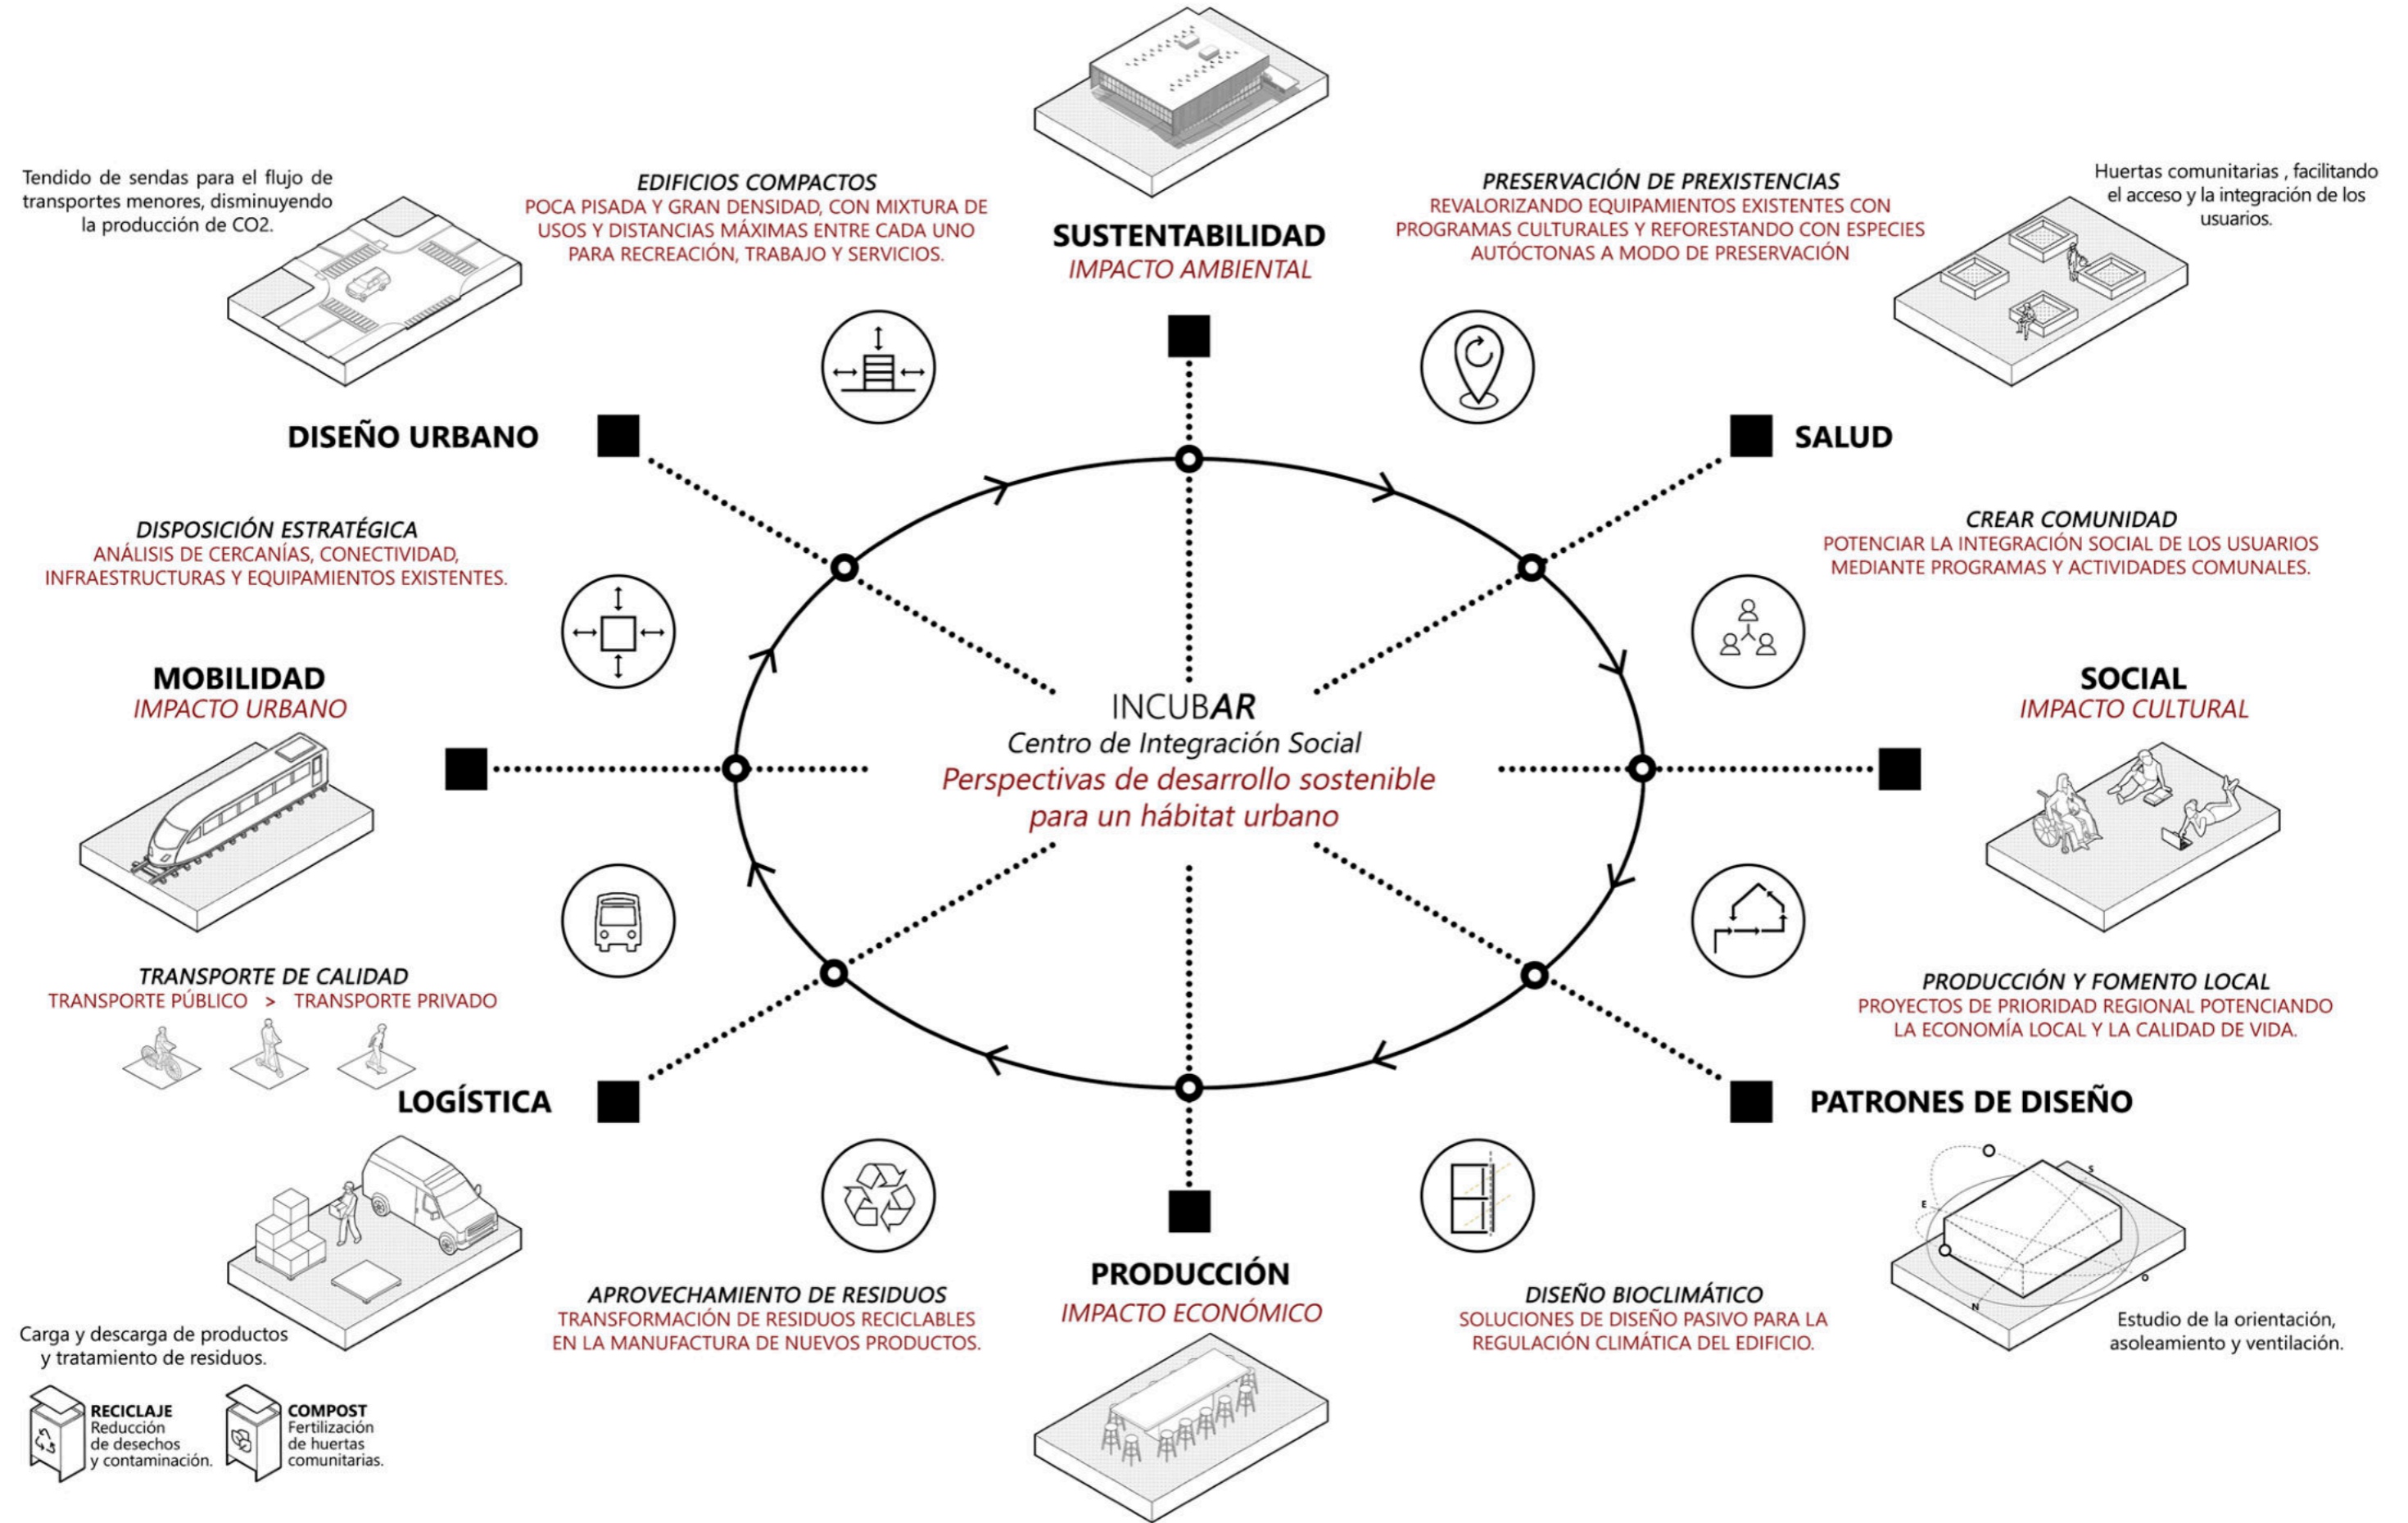 Tendido de sendas para el flujo de
transportes menores, disminuyendo
la producción de CO2.
EDIFICIOS COMPACTOS
POCA PISADA Y GRAN DENSIDAD, CON MIXTURA DE
USOS Y DISTANCIAS MÁXIMAS ENTRE CADA UNO
PARA RECREACIÓN, TRABAJO Y SERVICIOS.
SUSTENTABILIDAD
IMPACTO AMBIENTAL
PRESERVACIÓN DE PREXISTENCIAS
REVALORIZANDO EQUIPAMIENTOS EXISTENTES CON
PROGRAMAS CULTURALES Y REFORESTANDO CON ESPECIES
AUTÓCTONAS A MODO DE PRESERVACIÓN
Huertas comunitarias , facilitando
el acceso y la integración de los
usuarios.
DISEÑO URBANO
SALUD
DISPOSICIÓN ESTRATÉGICA
ANÁLISIS DE CERCANÍAS, CONECTIVIDAD,
INFRAESTRUCTURAS Y EQUIPAMIENTOS EXISTENTES.
CREAR COMUNIDAD
POTENCIAR LA INTEGRACIÓN SOCIAL DE LOS USUARIOS
MEDIANTE PROGRAMAS Y ACTIVIDADES COMUNALES.
MOBILIDAD
IMPACTO URBANO
INCUBAR
Centro de Integración Social
Perspectivas de desarrollo sostenible
para un hábitat urbano
SOCIAL
IMPACTO CULTURAL
TRANSPORTE DE CALIDAD
TRANSPORTE PÚBLICO > TRANSPORTE PRIVADO
PRODUCCIÓN Y FOMENTO LOCAL
PROYECTOS DE PRIORIDAD REGIONAL POTENCIANDO
LA ECONOMÍA LOCAL Y LA CALIDAD DE VIDA.
LOGÍSTICA
PATRONES DE DISEÑO
S
E
O
N
Carga y descarga de productos
y tratamiento de residuos.
APROVECHAMIENTO DE RESIDUOS
TRANSFORMACIÓN DE RESIDUOS RECICLABLES
EN LA MANUFACTURA DE NUEVOS PRODUCTOS.
PRODUCCIÓN
IMPACTO ECONÓMICO
DISEÑO BIOCLIMÁTICO
SOLUCIONES DE DISEÑO PASIVO PARA LA
REGULACIÓN CLIMÁTICA DEL EDIFICIO.
Estudio de la orientación,
asoleamiento y ventilación.
RECICLAJE
Reducción
de desechos
y contaminación.
COMPOST
Fertilización
de huertas
comunitarias.